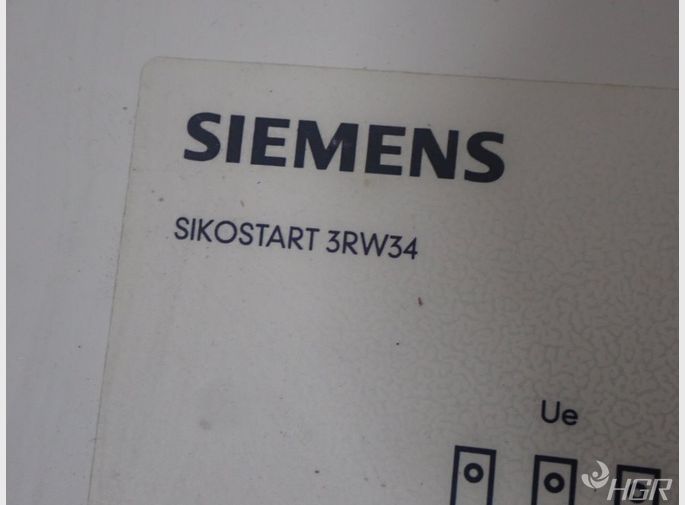 SIEMENS
SIKOSTART 3RW34
Ue
HGR